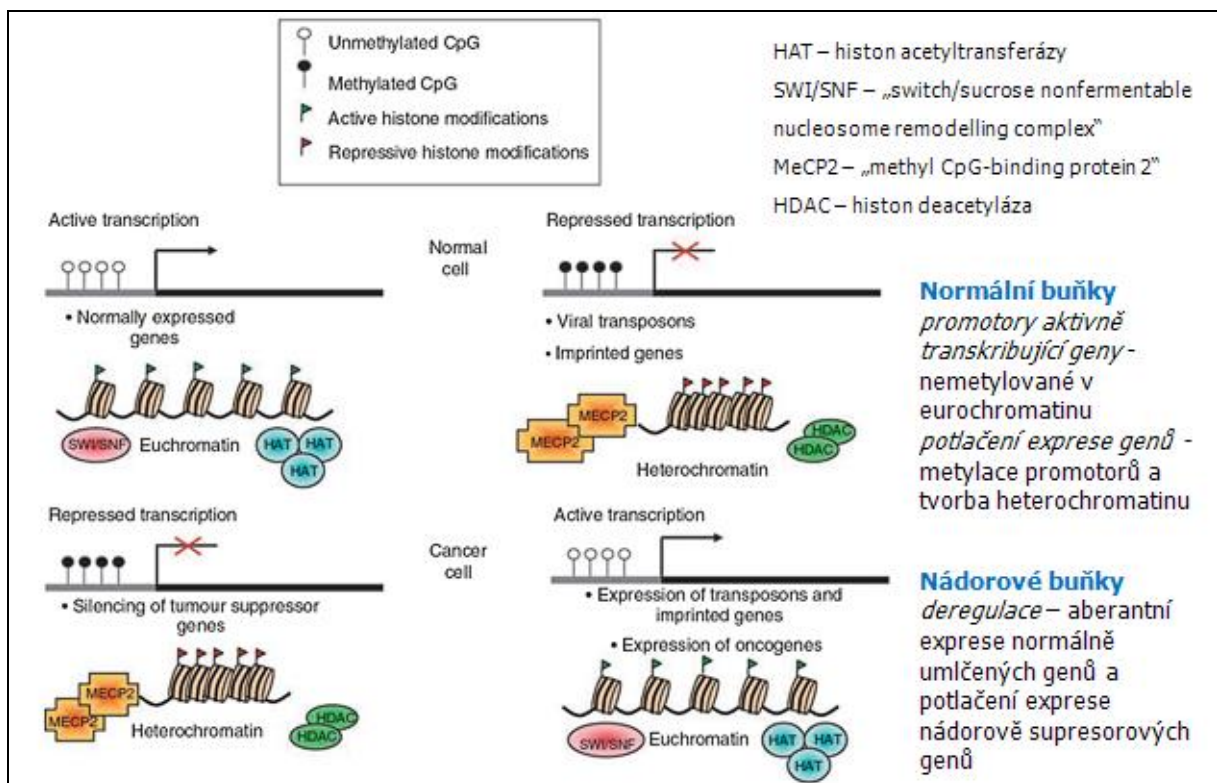 Unmethylated CpG
Methylated CpG
Active histone modifications
Repressive histone modifications
HAT – histon acetyltransferázy
SWI/SNF – „switch/sucrose nonfermentable
nucleosome remodelling complex"
MeCP2 – „methyl CpG-binding protein 2"
HDAC – histon deacetyláza
Active transcription
• Normally expressed
genes
SWI/SNF
Euchromatin
HAT
HAT
HAT
Normal
cell
Repressed transcription
• Viral transposons
• Imprinted genes
MECP2
MECP2
Heterochromatin
HDAC
HDAC
Normální buňky
promotory aktivně
transkribující geny -
nemetylované v
eurochromatinu
potlačení exprese genů -
metylace promotorů a
tvorba heterochromatinu
Repressed transcription
• Silencing of tumour suppressor
genes
MECP2
MECP2
Heterochromatin
HDAC
HDAC
Cancer
cell
Active transcription
• Expression of transposons and
imprinted genes
• Expression of oncogenes
SWI/SNF
Euchromatin
HAT
HAT
HAT
Nádorové buňky
deregulace – aberantní
exprese normálně
umlčených genů a
potlačení exprese
nádorově supresorových
genů